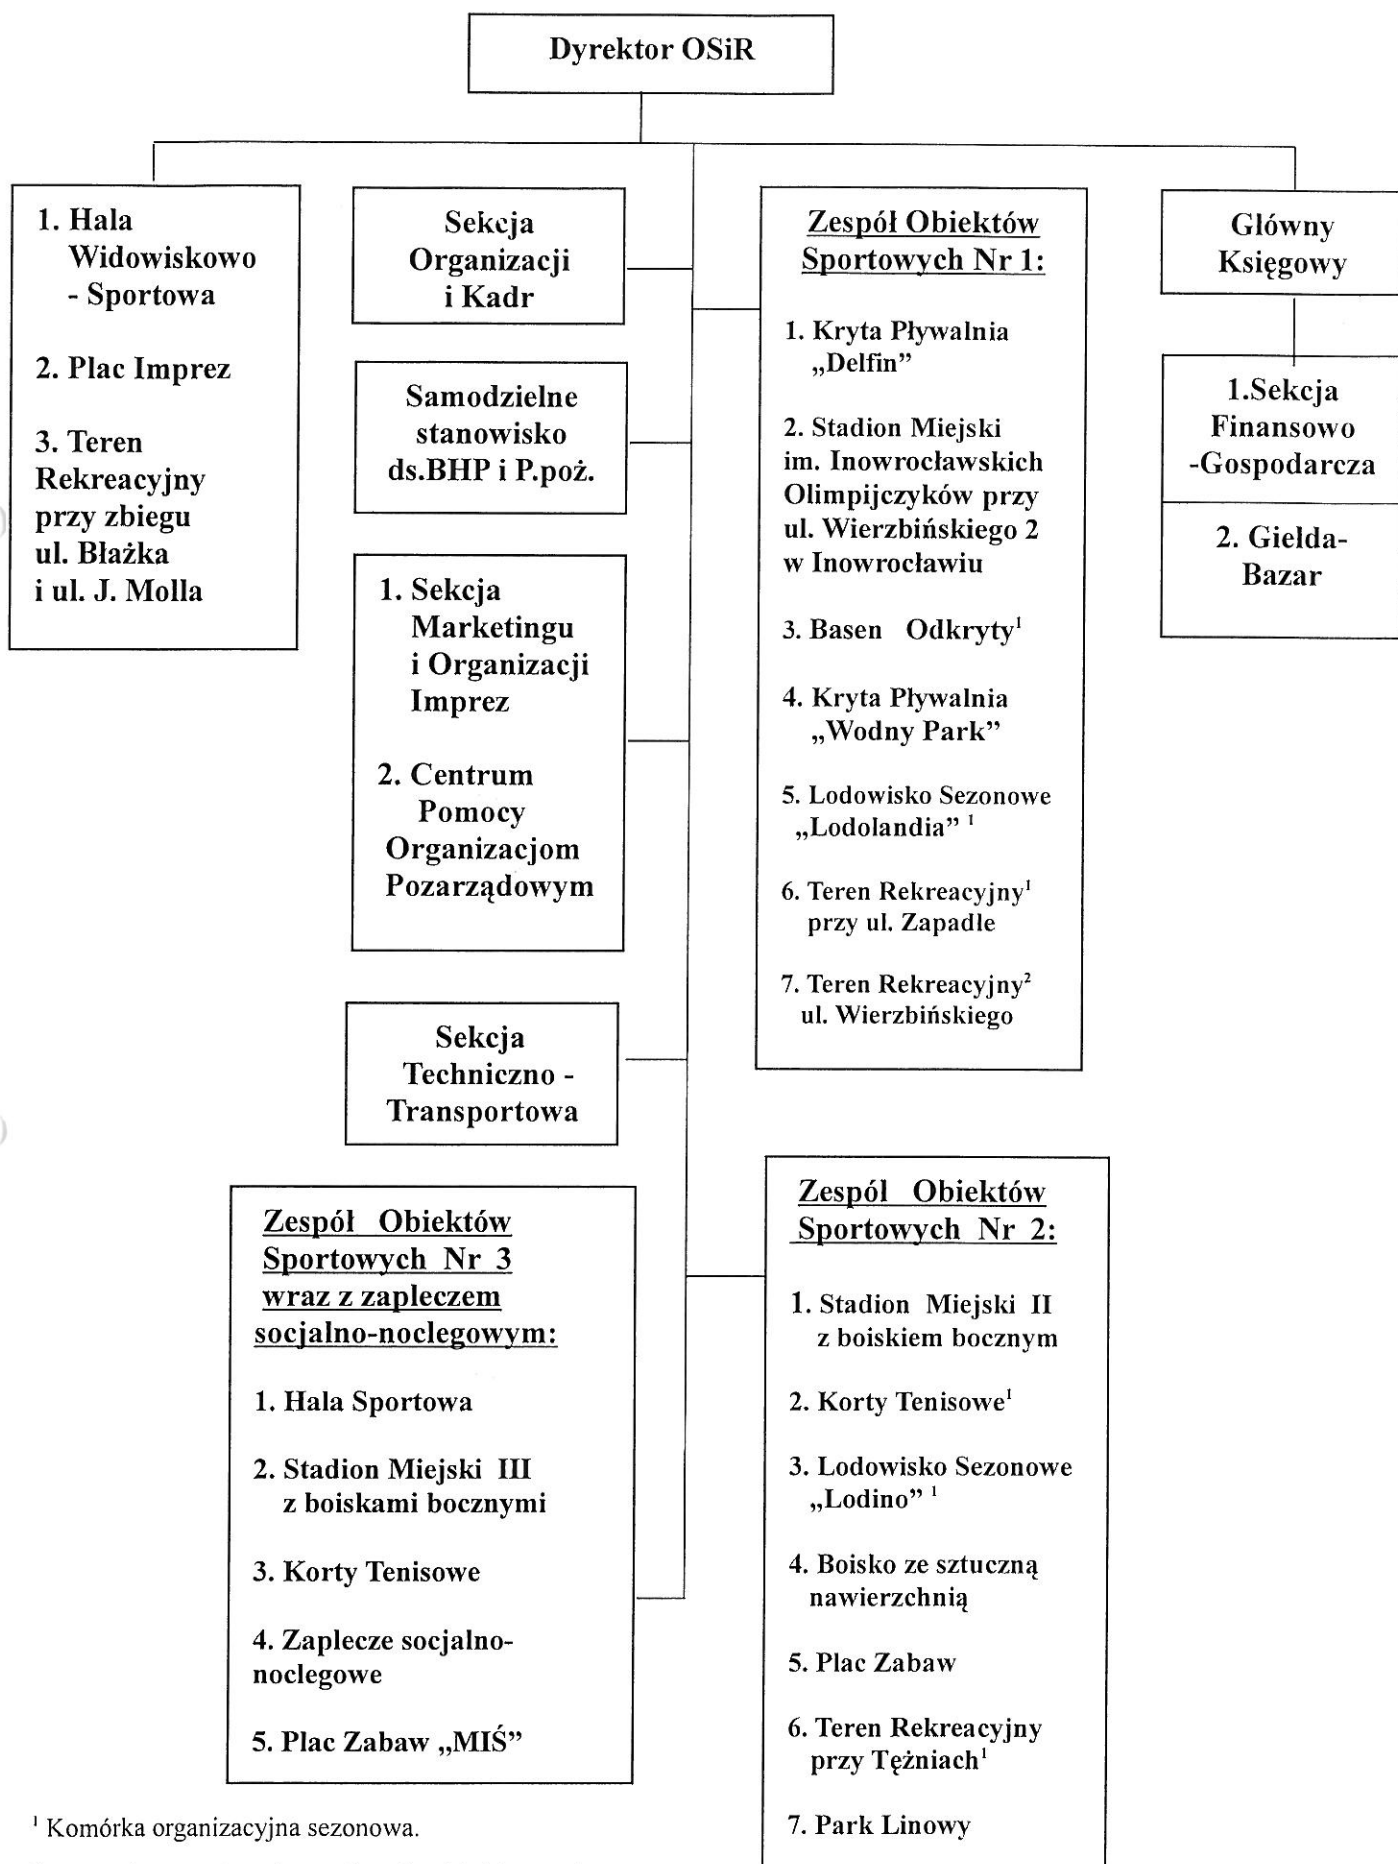 Dyrektor OSiR
1. Hala
Widowiskowo
- Sportowa
2. Plac Imprez
3. Teren
Rekreacyjny
przy zbiegu
ul. Błażka
i ul. J. Molla
Sekcja
Organizacji
i Kadr
Samodzielne
stanowisko
ds.BHP i P.poż.
1. Sekcja
Marketingu
i Organizacji
Imprez
2. Centrum
Pomocy
Organizacjom
Pozarządowym
Sekcja
Techniczno -
Transportowa
Zespół Obiektów
Sportowych Nr 1:
1. Kryta Pływalnia
„Delfin”
2. Stadion Miejski
im. Inowrocławskich
Olimpijczyków przy
ul. Wierzbińskiego 2
w Inowrocławiu
3. Basen Odkryty¹
4. Kryta Pływalnia
„Wodny Park”
5. Lodowisko Sezonowe
„Lodolandia” ¹
6. Teren Rekreacyjny¹
przy ul. Zapadłe
7. Teren Rekreacyjny²
ul. Wierzbińskiego
Główny
Księgowy
1.Sekcja
Finansowo
-Gospodarcza
2. Giełda-
Bazar
Zespół Obiektów
Sportowych Nr 3
wraz z zapleczem
socjalno-noclegowym:
1. Hala Sportowa
2. Stadion Miejski III
z boiskami bocznymi
3. Korty Tenisowe
4. Zaplecze socjalno-
noclegowe
5. Plac Zabaw „MIŚ”
Zespół Obiektów
Sportowych Nr 2:
1. Stadion Miejski II
z boiskiem bocznym
2. Korty Tenisowe¹
3. Lodowisko Sezonowe
„Lodino” ¹
4. Boisko ze sztuczną
nawierzchnią
5. Plac Zabaw
6. Teren Rekreacyjny
przy Tężniach¹
7. Park Linowy
¹ Komórka organizacyjna sezonowa.